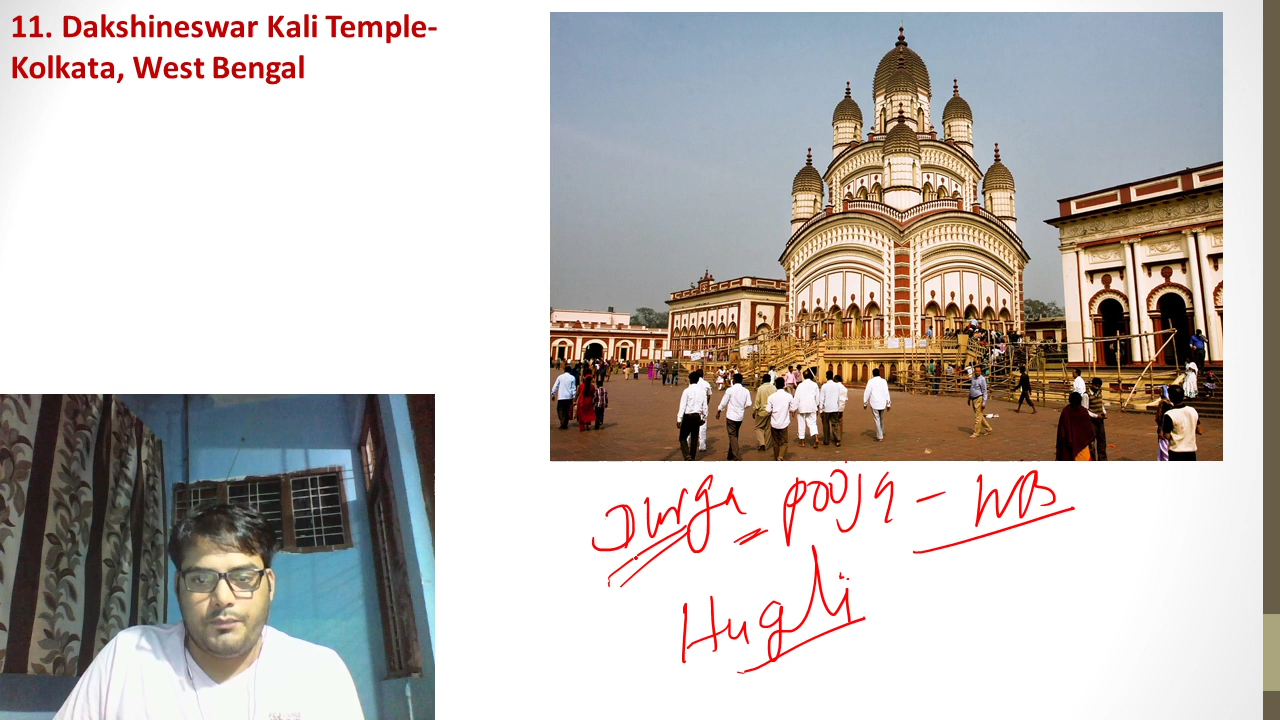 11. Dakshineswar Kali Temple-
Kolkata, West Bengal
Durga Pooja - WB
Hugli